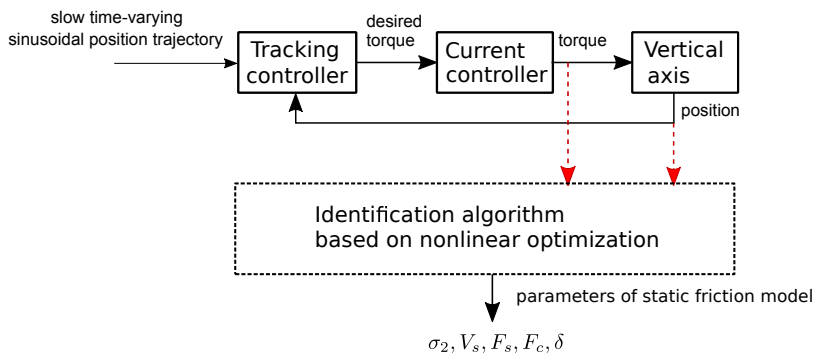 slow time-varying
sinusoidal position trajectory
Tracking
controller
desired
torque
Current
controller
torque
Vertical
axis
position
Identification algorithm
based on nonlinear optimization
parameters of static friction model
σ₂, Vₛ, Fₛ, F_c, δ